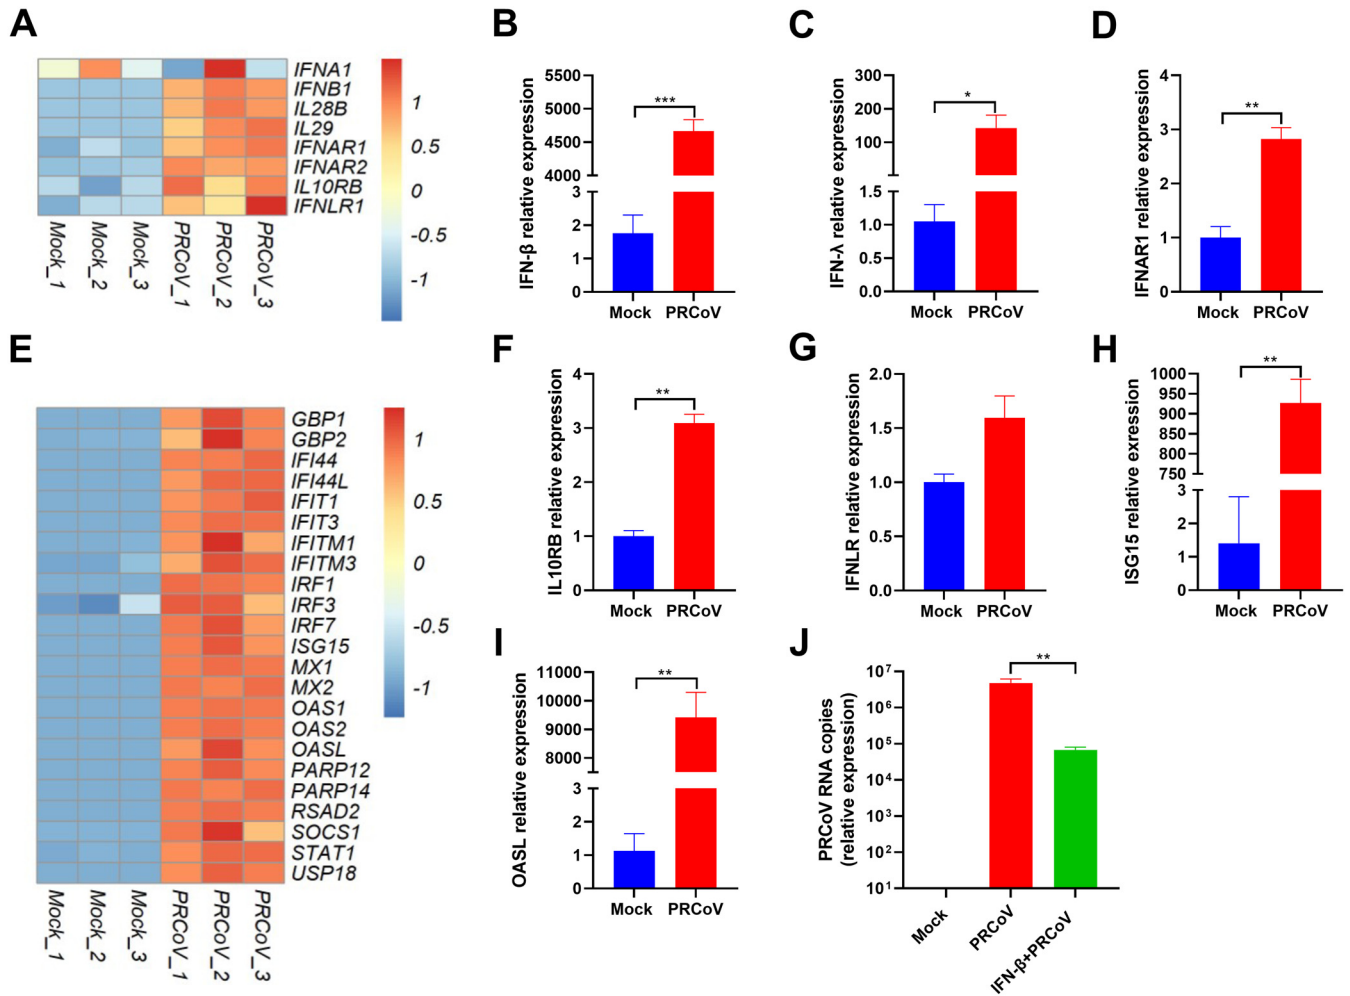 A
IFNA1
IFNB1
IL28B
IL29
IFNAR1
IFNAR2
IL10RB
IFNLR1
1
0.5
0
-0.5
-1
Mock_1
Mock_2
Mock_3
PRCoV_1
PRCoV_2
PRCoV_3
B
IFN-β relative expression
5500
5000
4500
4000
3
2
1
0
***
Mock PRCoV
C
IFN-λ relative expression
300
200
100
1.5
1.0
0.5
0.0
*
Mock PRCoV
D
IFNAR1 relative expression
4
3
2
1
0
**
Mock PRCoV
E
GBP1
GBP2
IFI44
IFI44L
IFIT1
IFIT3
IFITM1
IFITM3
IRF1
IRF3
IRF7
ISG15
MX1
MX2
OAS1
OAS2
OASL
PARP12
PARP14
RSAD2
SOCS1
STAT1
USP18
1
0.5
0
-0.5
-1
Mock_1
Mock_2
Mock_3
PRCoV_1
PRCoV_2
PRCoV_3
F
IL10RB relative expression
4
3
2
1
0
**
Mock PRCoV
G
IFNLR relative expression
2.0
1.5
1.0
0.5
0.0
Mock PRCoV
H
ISG15 relative exression
1000
950
900
850
800
750
3
2
1
0
**
Mock PRCoV
I
OASL relative expression
11000
10000
9000
8000
3
2
1
0
**
Mock PRCoV
J
PRCoV RNA copies
(relative expression)
10⁷
10⁶
10⁵
10⁴
10³
10²
10¹
**
Mock
PRCoV
IFN-β+PRCoV